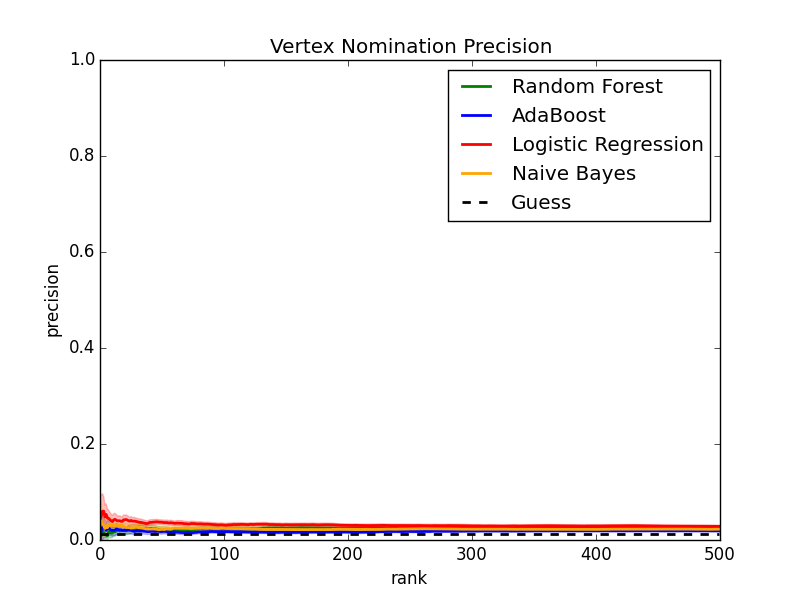 Vertex Nomination Precision
1.0
0.8
0.6
0.4
0.2
0.0
precision
Random Forest
AdaBoost
Logistic Regression
Naive Bayes
Guess
0 100 200 300 400 500
rank